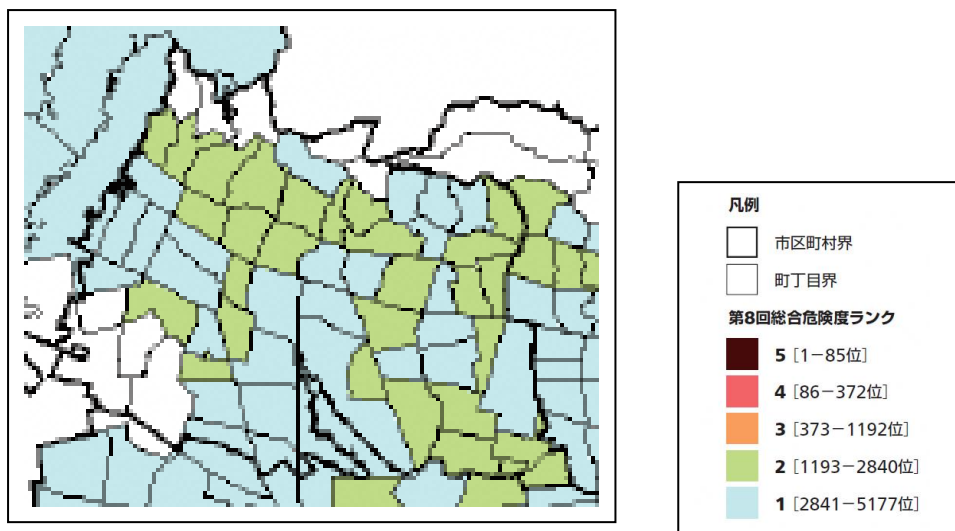 凡例
市区町村界
町丁目界
第8回総合危険度ランク
5 [1－85位]
4 [86－372位]
3 [373－1192位]
2 [1193－2840位]
1 [2841－5177位]